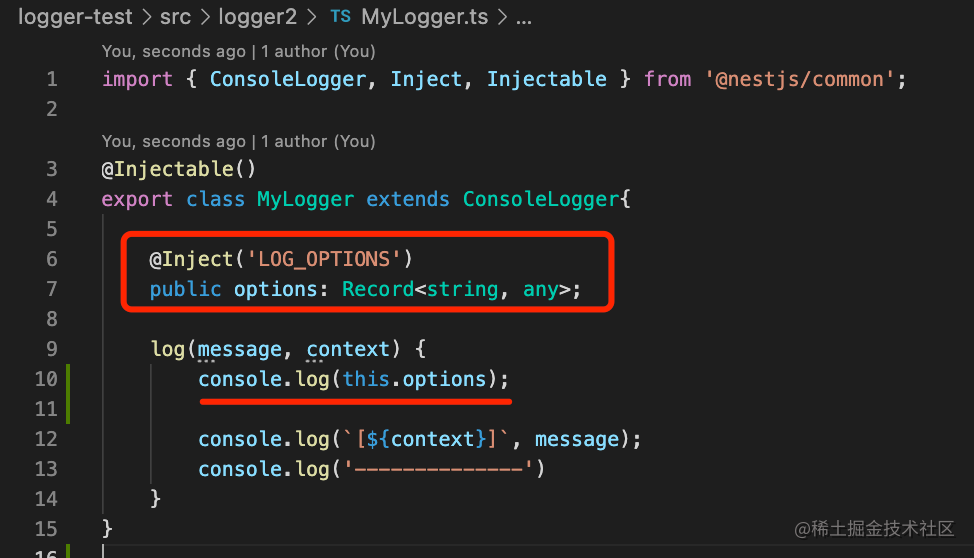 logger-test > src > logger2 > TS MyLogger.ts > ...
You, seconds ago | 1 author (You)
1 import { ConsoleLogger, Inject, Injectable } from '@nestjs/common';
2
You, seconds ago | 1 author (You)
3 @Injectable()
4 export class MyLogger extends ConsoleLogger{
5
6 @Inject('LOG_OPTIONS')
7 public options: Record<string, any>;
8
9 log(message, context) {
10 console.log(this.options);
11
12 console.log(`[${context}]`, message);
13 console.log('--------------')
14 }
15 }
16
@稀土掘金技术社区